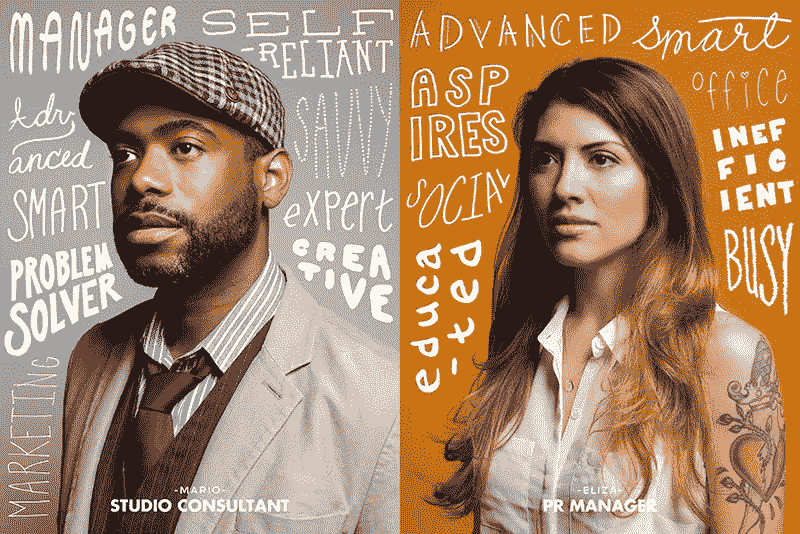 MANAGER
SELF
-RELIANT
Adv
anced
SAVVY
SMART
expert
PROBLEM
SOLVER
CREA
TIVE
MARKETING
-MARIO-
STUDIO CONSULTANT
ADVANCED smart
ASP
IRES
office
INEF
FIC
IENT
SOCIAL
BUSY
educa
-ted
-ELIZA-
PR MANAGER